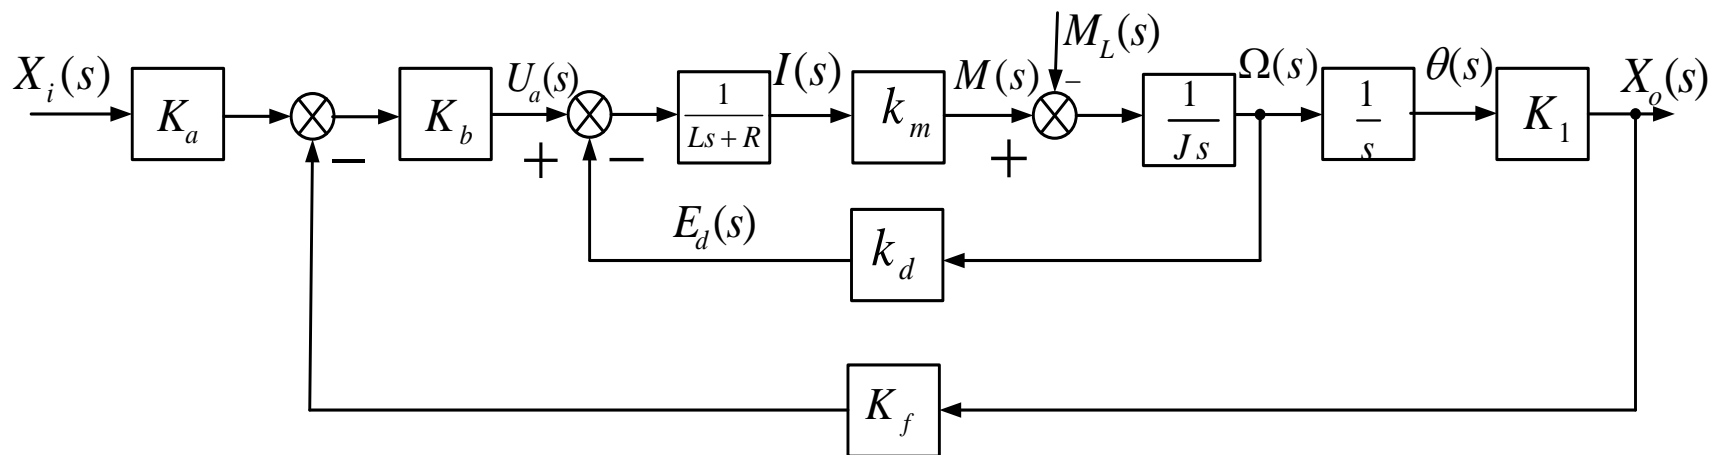 X_i(s)
K_a
−
K_b
U_a(s)
+
−
1
Ls + R
I(s)
k_m
M(s)
+
M_L(s)
−
1
Js
Ω(s)
1
s
θ(s)
K_1
X_o(s)
E_d(s)
k_d
K_f